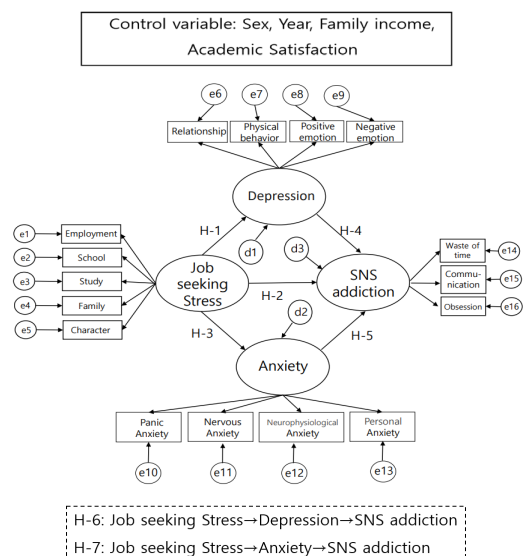 Control variable: Sex, Year, Family income,
Academic Satisfaction
e6
e7
e8
e9
Relationship
Physical
behavior
Positive
emotion
Negative
emotion
Depression
H-1
H-4
d1
d3
e1
Employment
e2
School
e3
Study
e4
Family
e5
Character
Job
seeking
Stress
H-2
SNS
addiction
Waste of
time
e14
Commu-
nication
e15
Obsession
e16
H-3
d2
H-5
Anxiety
Panic
Anxiety
Nervous
Anxiety
Neurophysiological
Anxiety
Personal
Anxiety
e10
e11
e12
e13
H-6: Job seeking Stress→Depression→SNS addiction
H-7: Job seeking Stress→Anxiety→SNS addiction